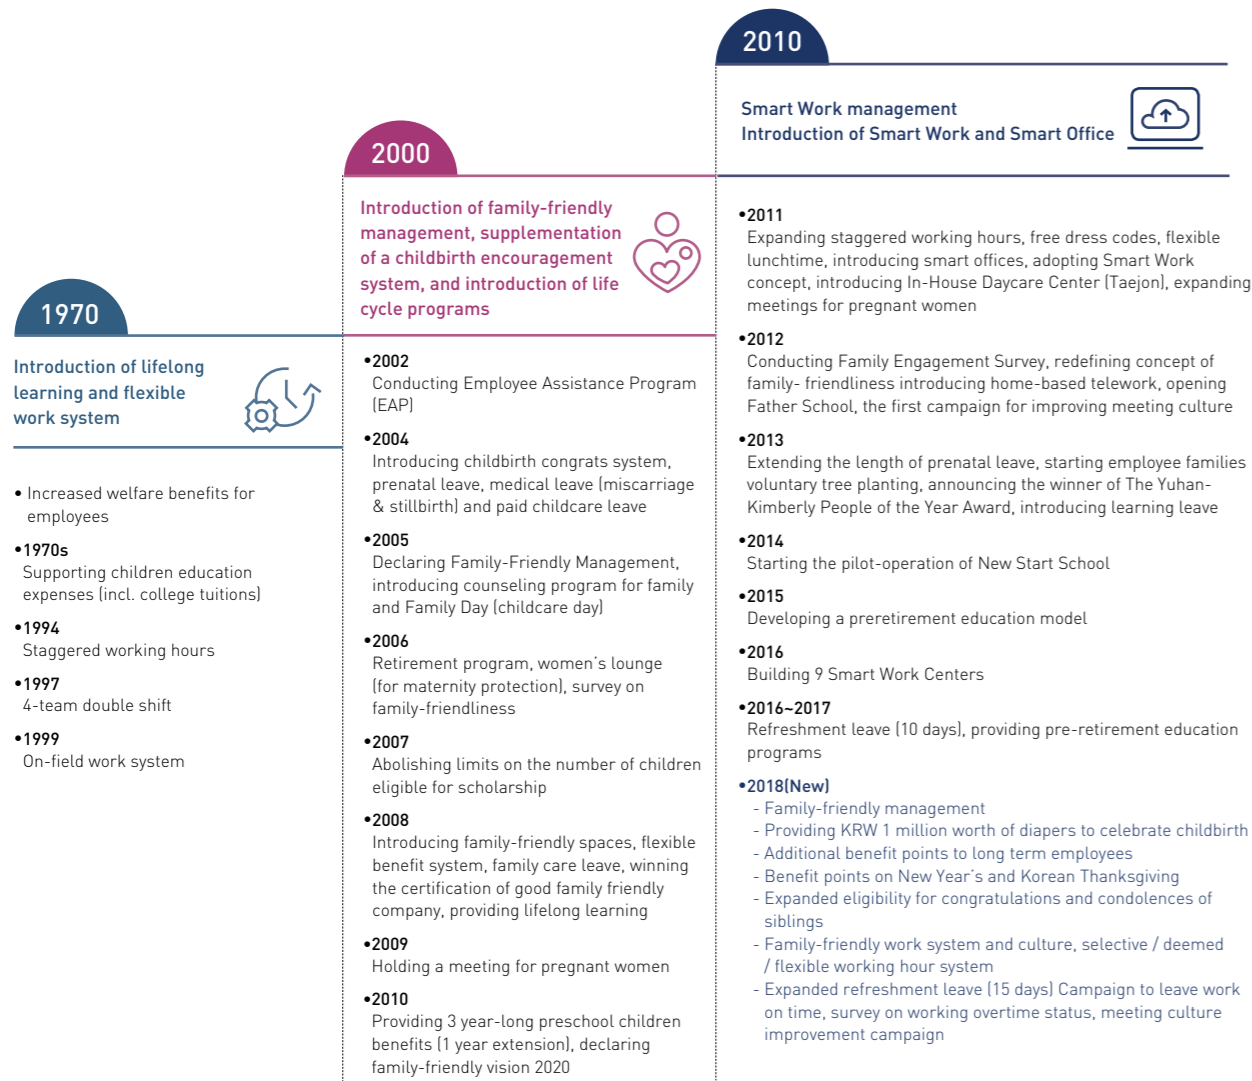 1970
Introduction of lifelong
learning and flexible
work system
• Increased welfare benefits for
employees
•1970s
Supporting children education
expenses (incl. college tuitions)
•1994
Staggered working hours
•1997
4-team double shift
•1999
On-field work system
2000
Introduction of family-friendly
management, supplementation
of a childbirth encouragement
system, and introduction of life
cycle programs
•2002
Conducting Employee Assistance Program
(EAP)
•2004
Introducing childbirth congrats system,
prenatal leave, medical leave (miscarriage
& stillbirth) and paid childcare leave
•2005
Declaring Family-Friendly Management,
introducing counseling program for family
and Family Day (childcare day)
•2006
Retirement program, women's lounge
(for maternity protection), survey on
family-friendliness
•2007
Abolishing limits on the number of children
eligible for scholarship
•2008
Introducing family-friendly spaces, flexible
benefit system, family care leave, winning
the certification of good family friendly
company, providing lifelong learning
•2009
Holding a meeting for pregnant women
•2010
Providing 3 year-long preschool children
benefits (1 year extension), declaring
family-friendly vision 2020
2010
Smart Work management
Introduction of Smart Work and Smart Office
•2011
Expanding staggered working hours, free dress codes, flexible
lunchtime, introducing smart offices, adopting Smart Work
concept, introducing In-House Daycare Center (Taejon), expanding
meetings for pregnant women
•2012
Conducting Family Engagement Survey, redefining concept of
family- friendliness introducing home-based telework, opening
Father School, the first campaign for improving meeting culture
•2013
Extending the length of prenatal leave, starting employee families
voluntary tree planting, announcing the winner of The Yuhan-
Kimberly People of the Year Award, introducing learning leave
•2014
Starting the pilot-operation of New Start School
•2015
Developing a preretirement education model
•2016
Building 9 Smart Work Centers
•2016~2017
Refreshment leave (10 days), providing pre-retirement education
programs
•2018(New)
- Family-friendly management
- Providing KRW 1 million worth of diapers to celebrate childbirth
- Additional benefit points to long term employees
- Benefit points on New Year's and Korean Thanksgiving
- Expanded eligibility for congratulations and condolences of
siblings
- Family-friendly work system and culture, selective / deemed
/ flexible working hour system
- Expanded refreshment leave (15 days) Campaign to leave work
on time, survey on working overtime status, meeting culture
improvement campaign